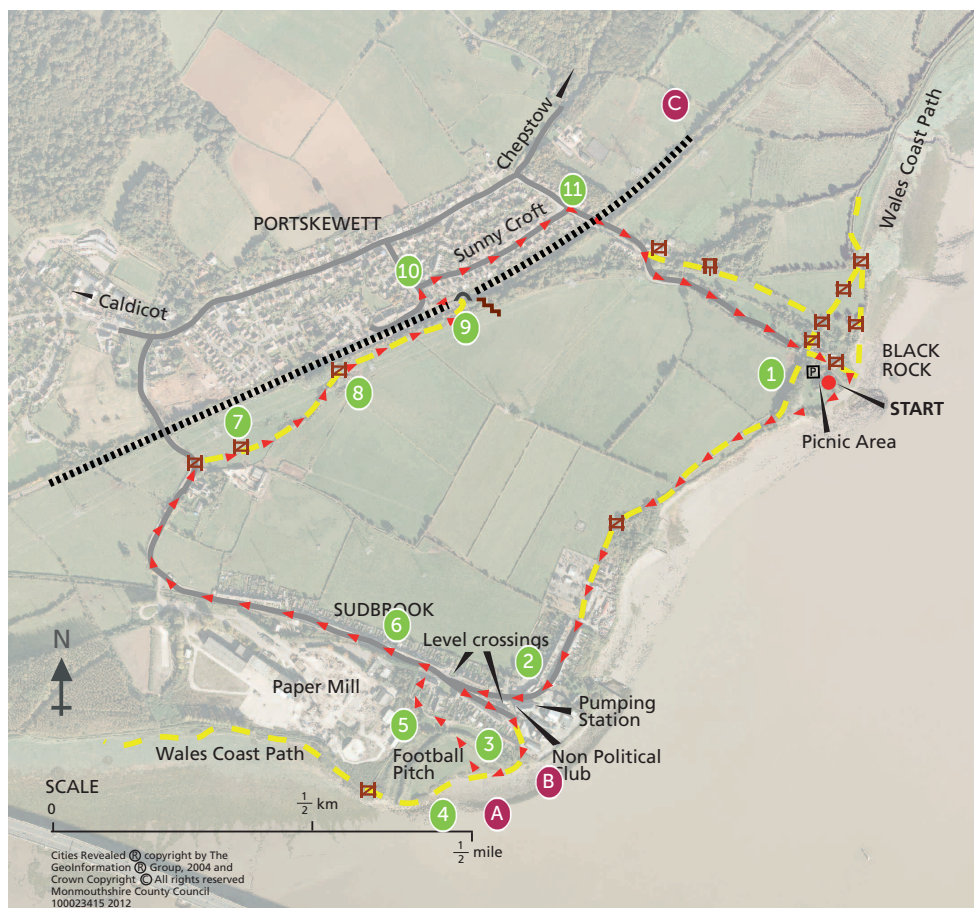 C
Chepstow
Wales Coast Path
11
PORTSKEWETT
Sunny Croft
10
Caldicot
9
BLACK
ROCK
1
P
8
START
Picnic Area
7
SUDBROOK
6
Level crossings
2
N
Paper Mill
Pumping
Station
5
3
Wales Coast Path
Football
Pitch
Non Political
Club
B
SCALE
4
A
0
1/2 km
1/2 mile
Cities Revealed ® copyright by The
GeoInformation ® Group, 2004 and
Crown Copyright © All rights reserved
Monmouthshire County Council
100023415 2012